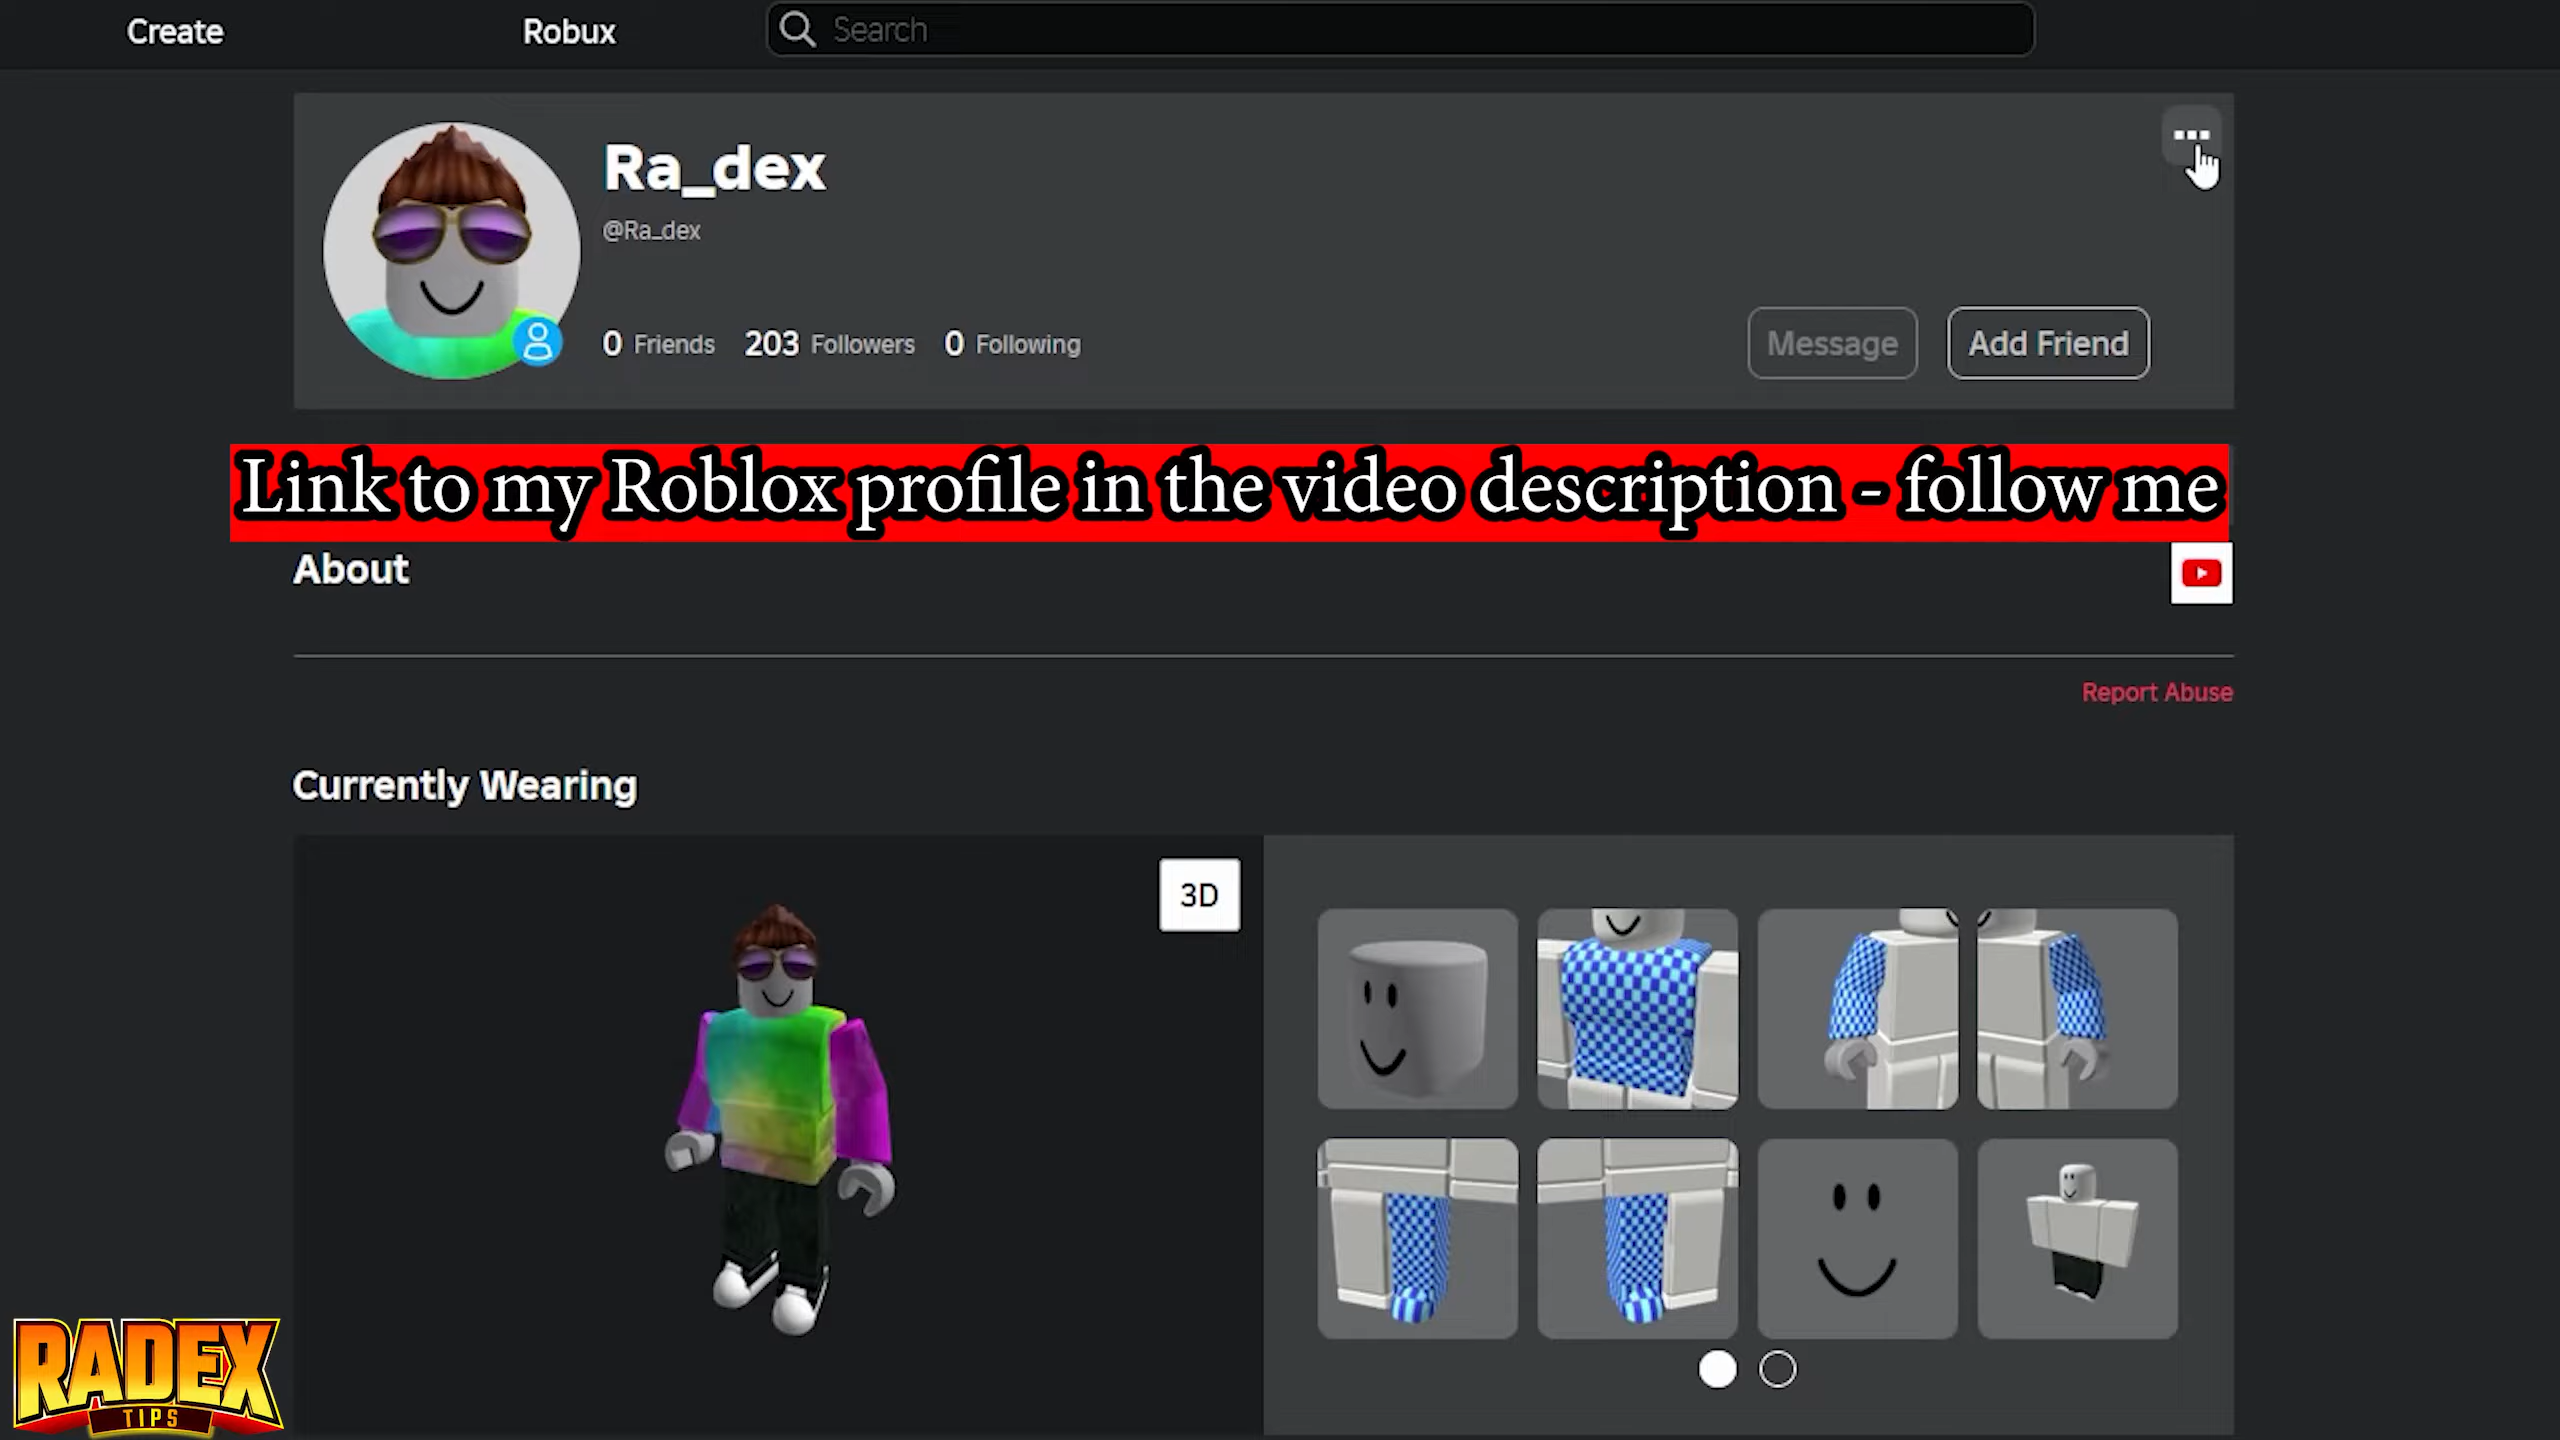 Create
Robux
Search
Ra_dex
@Ra_dex
0 Friends 203 Followers 0 Following
Message
Add Friend
Link to my Roblox profile in the video description - follow me
About
Report Abuse
Currently Wearing
3D
RADEX
TIPS